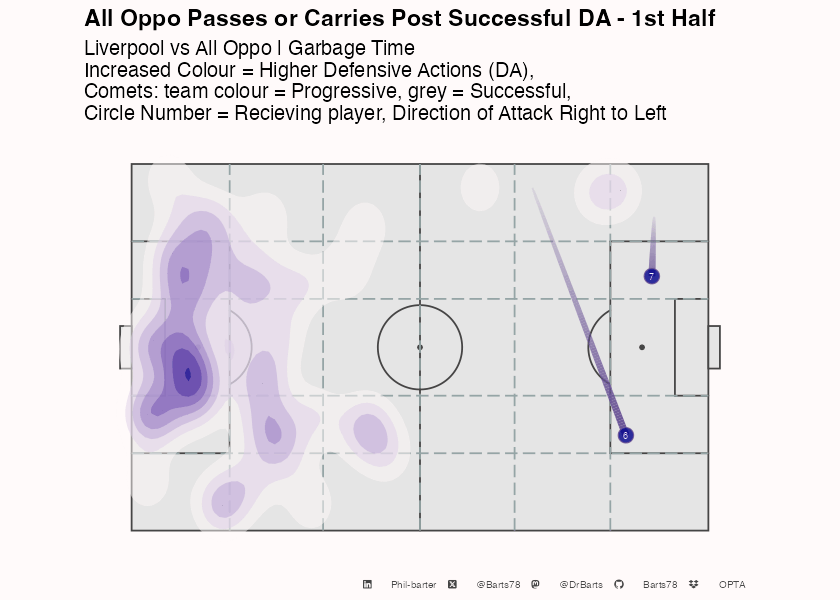 All Oppo Passes or Carries Post Successful DA - 1st Half
Liverpool vs All Oppo I Garbage Time
Increased Colour = Higher Defensive Actions (DA),
Comets: team colour = Progressive, grey = Successful,
Circle Number = Recieving player, Direction of Attack Right to Left
7
6
Phil-barter @Barts78 @DrBarts Barts78 OPTA